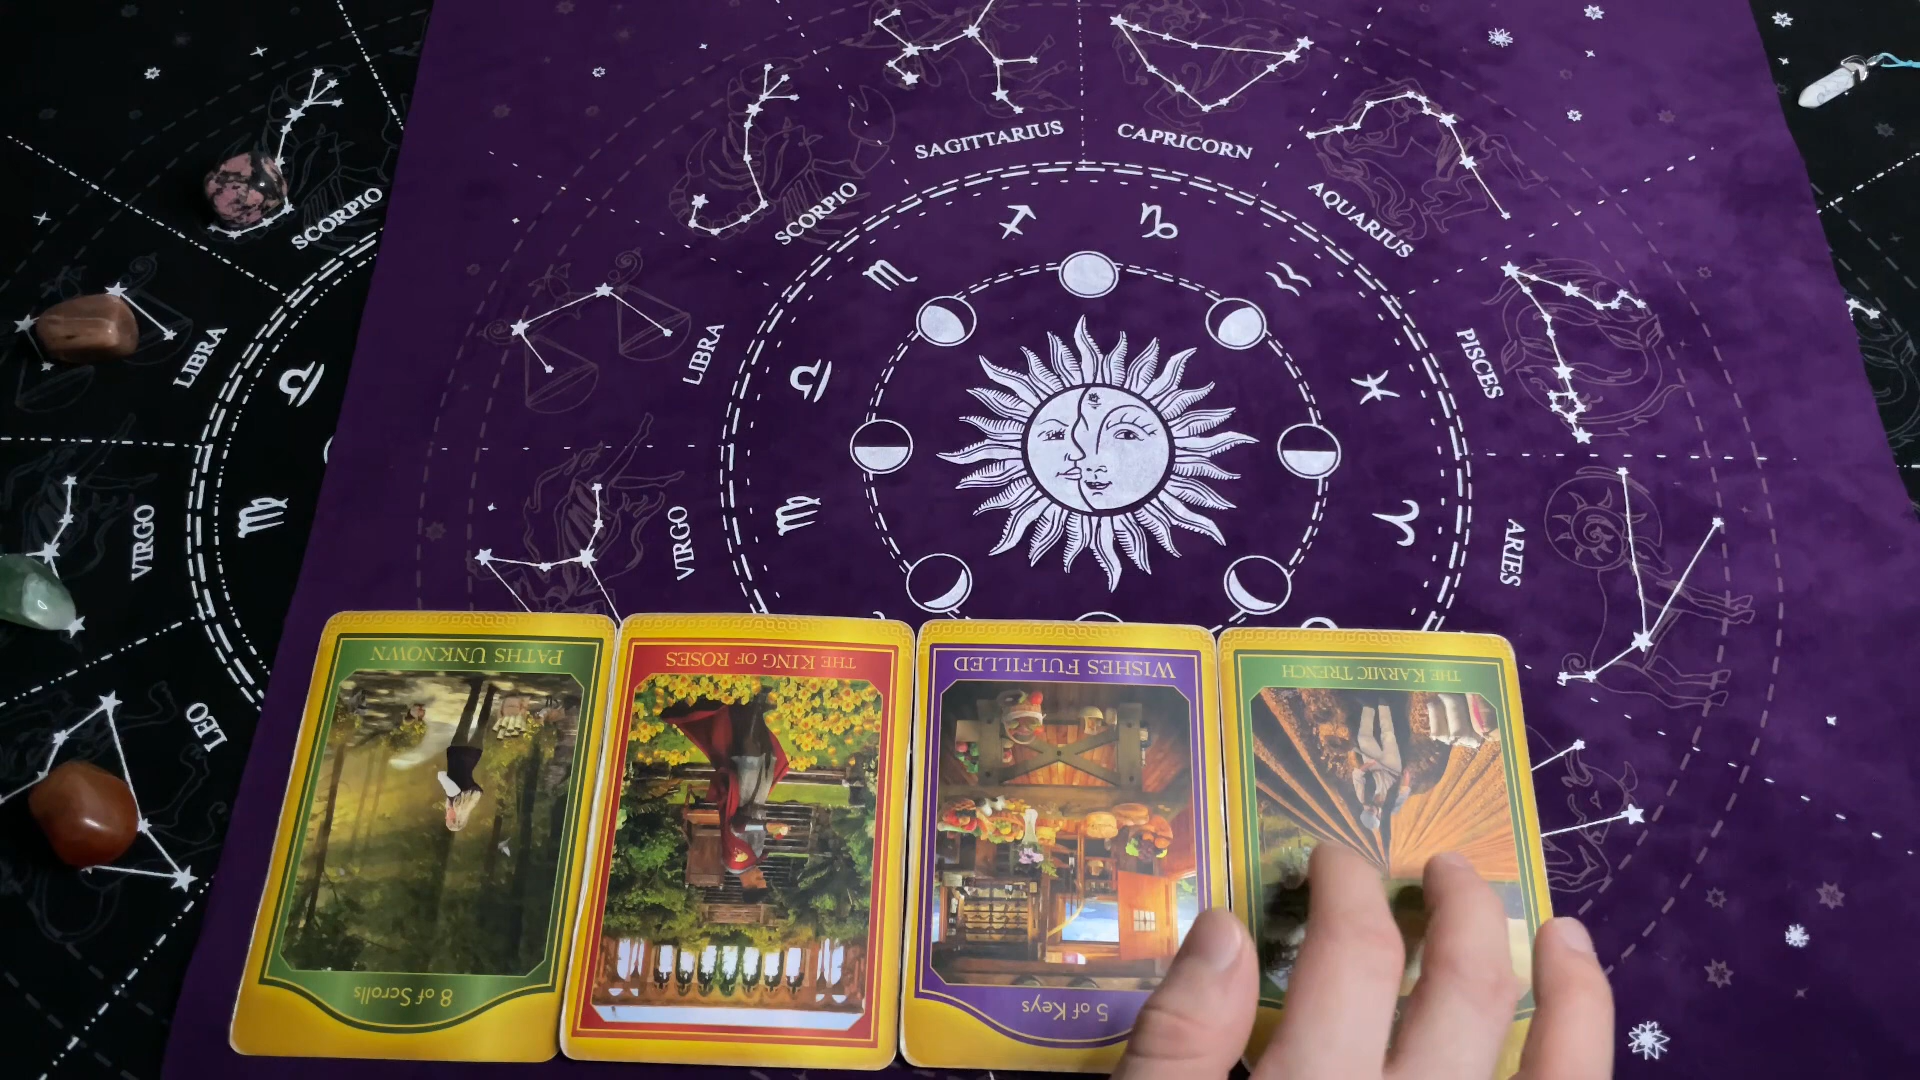 SAGITTARIUS
CAPRICORN
SCORPIO
SCORPIO
AQUARIUS
LIBRA
LIBRA
PISCES
VIRGO
VIRGO
ARIES
LEO
PATHS UNKNOWN
8 of Scrolls
THE KING OF ROSES
WISHES FULFILLED
5 of Keys
THE KARMIC TRENCH